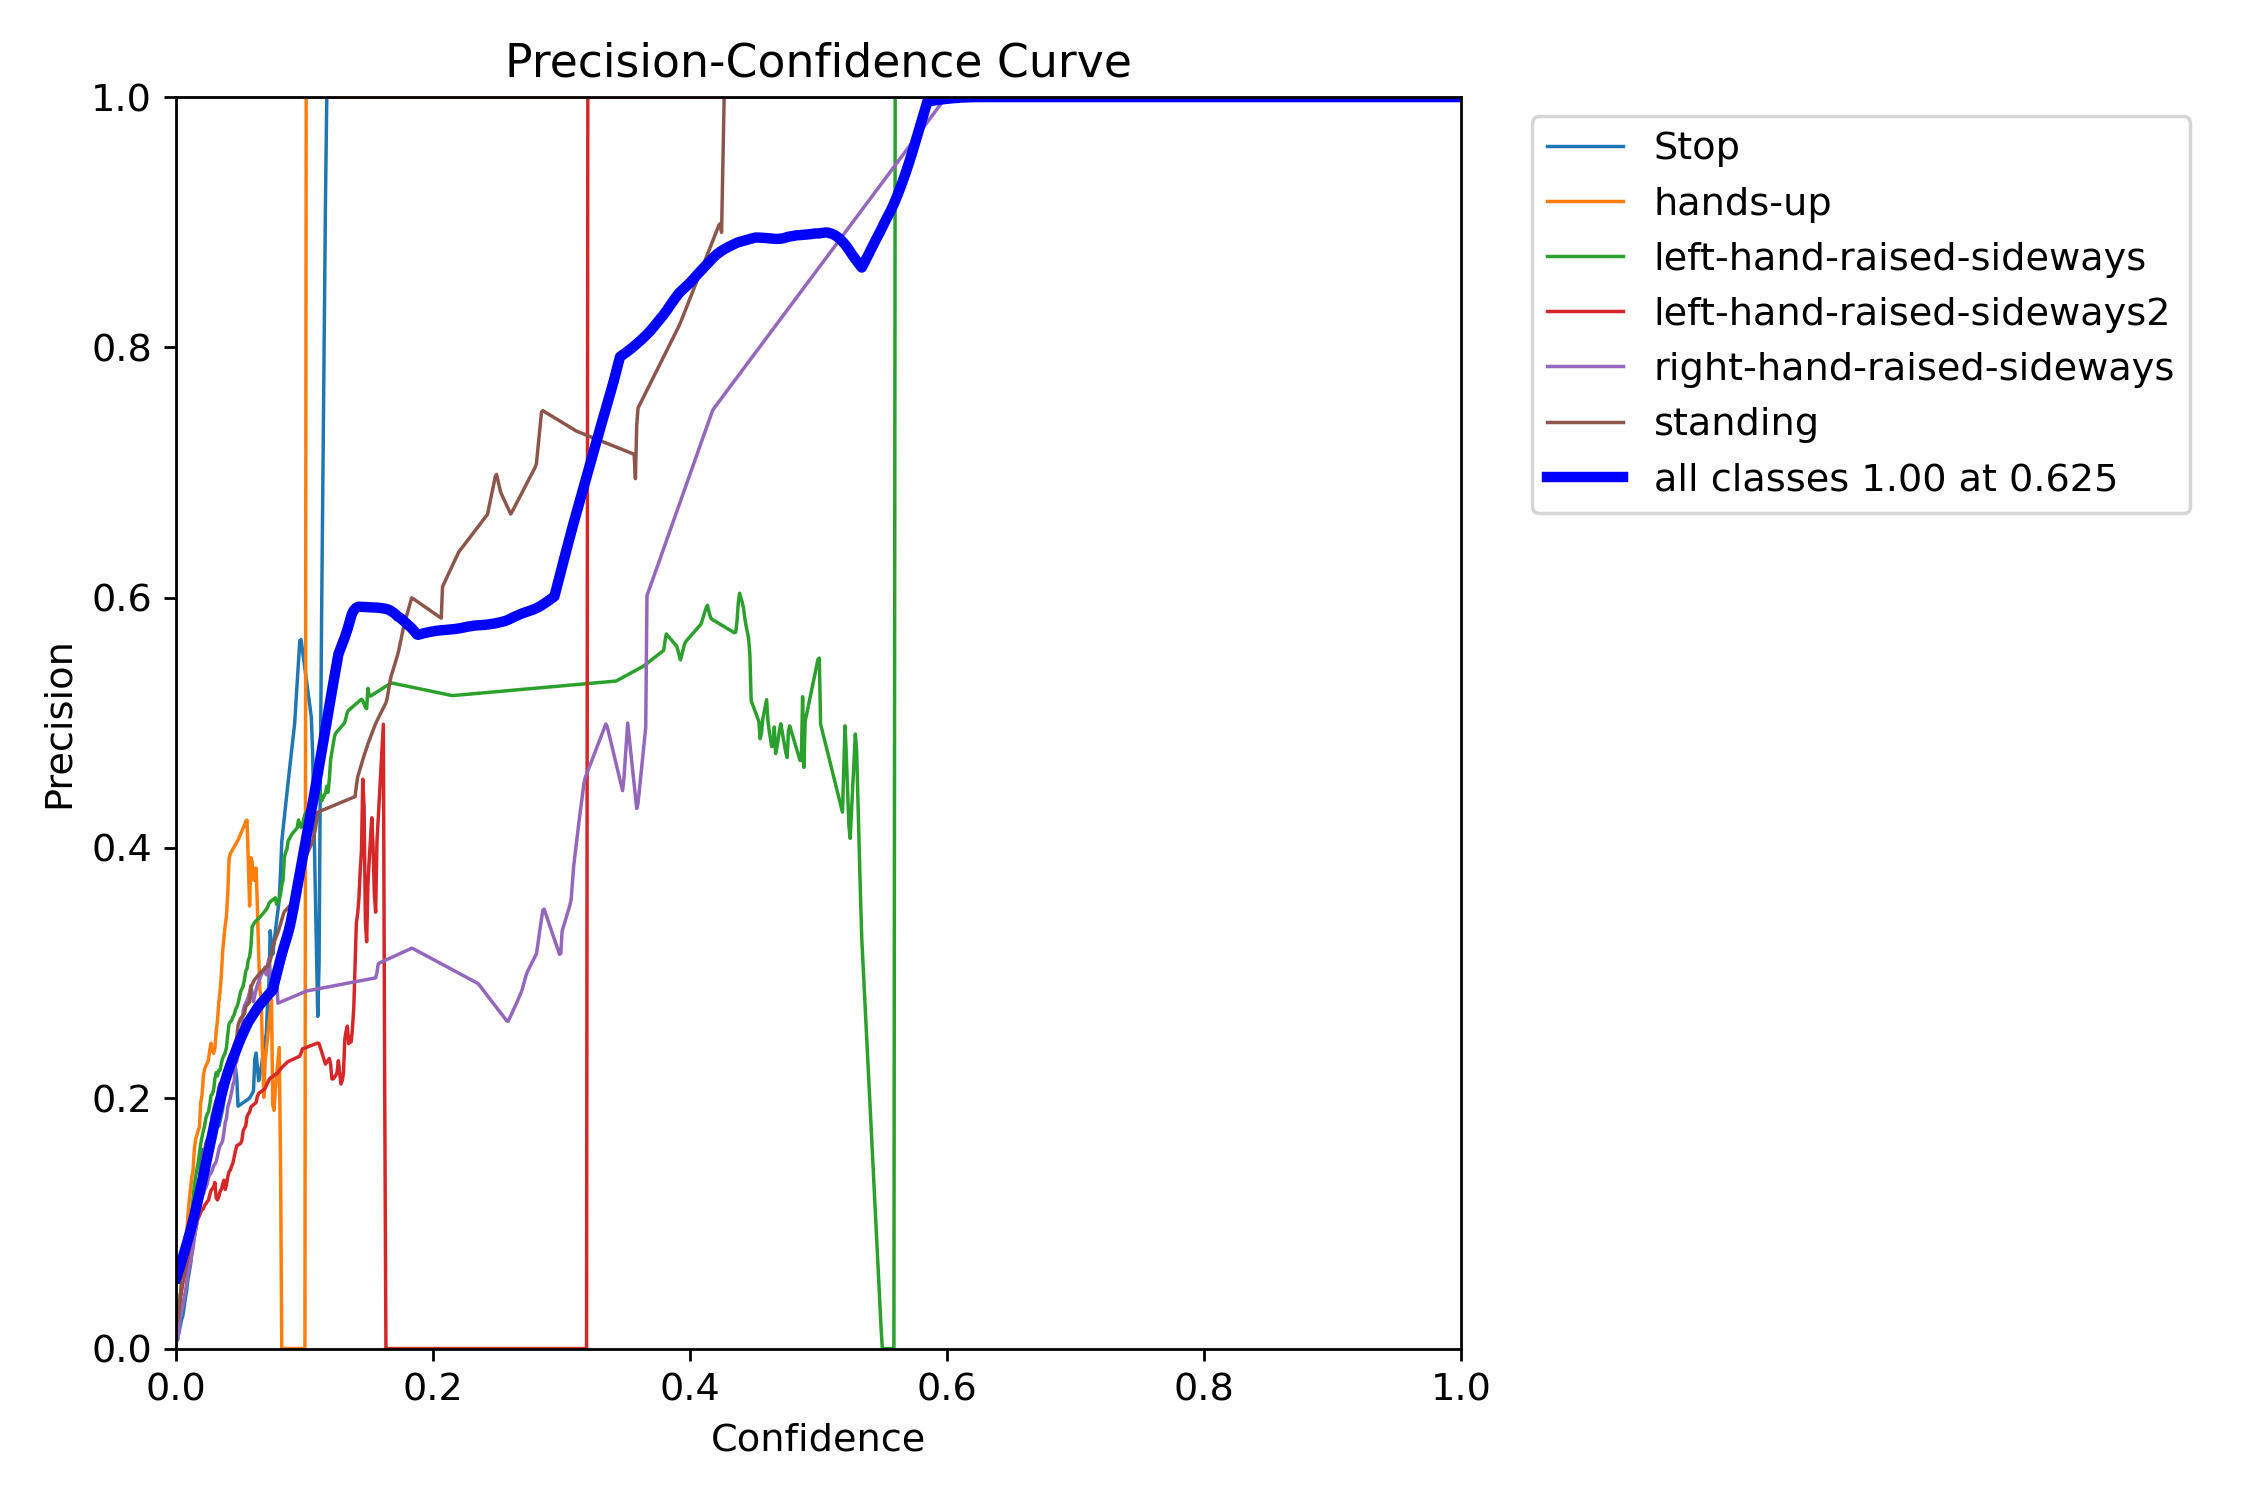 Precision-Confidence Curve
1.0
0.8
0.6
0.4
0.2
0.0
Precision
0.0 0.2 0.4 0.6 0.8 1.0
Confidence
Stop
hands-up
left-hand-raised-sideways
left-hand-raised-sideways2
right-hand-raised-sideways
standing
all classes 1.00 at 0.625